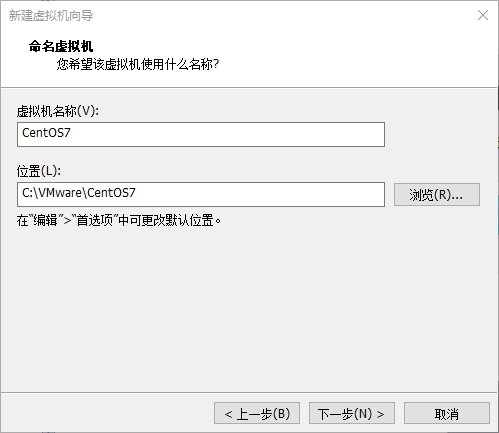 新建虚拟机向导
命名虚拟机
您希望该虚拟机使用什么名称?
虚拟机名称(V):
CentOS7
位置(L):
C:\VMware\CentOS7
浏览(R)...
在“编辑”>“首选项”中可更改默认位置。
< 上一步(B)
下一步(N) >
取消